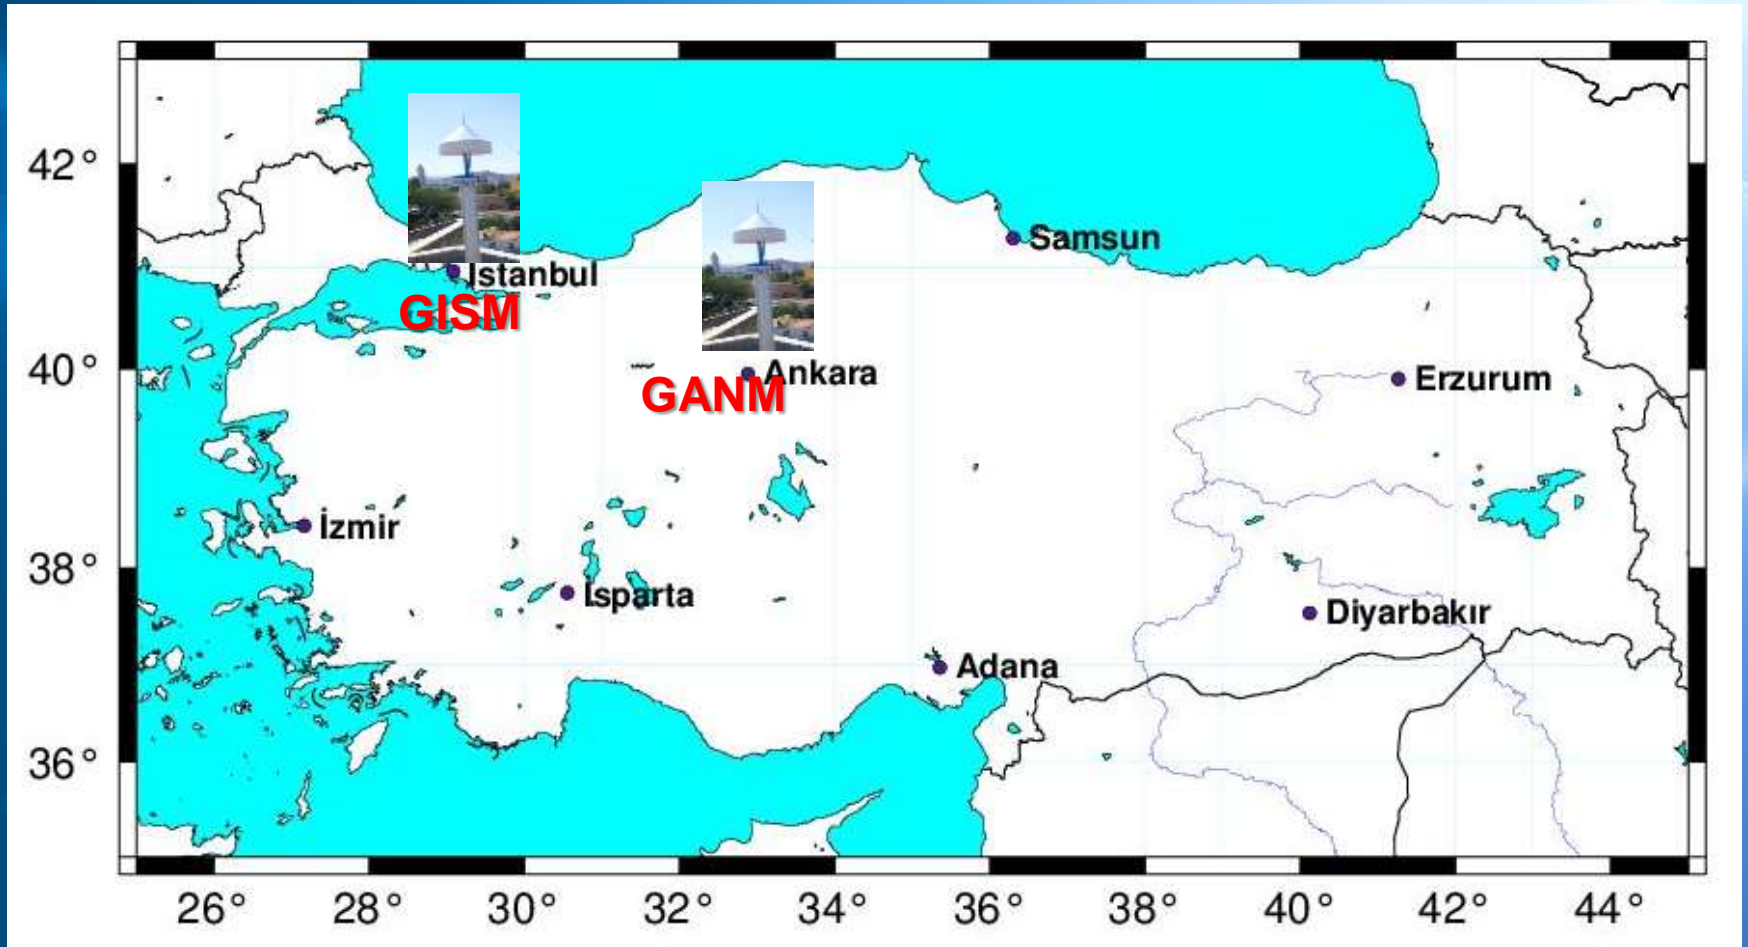 42°
40°
38°
36°
Samsun
İstanbul
GISM
Ankara
GANM
Erzurum
İzmir
Isparta
Diyarbakır
Adana
26° 28° 30° 32° 34° 36° 38° 40° 42° 44°